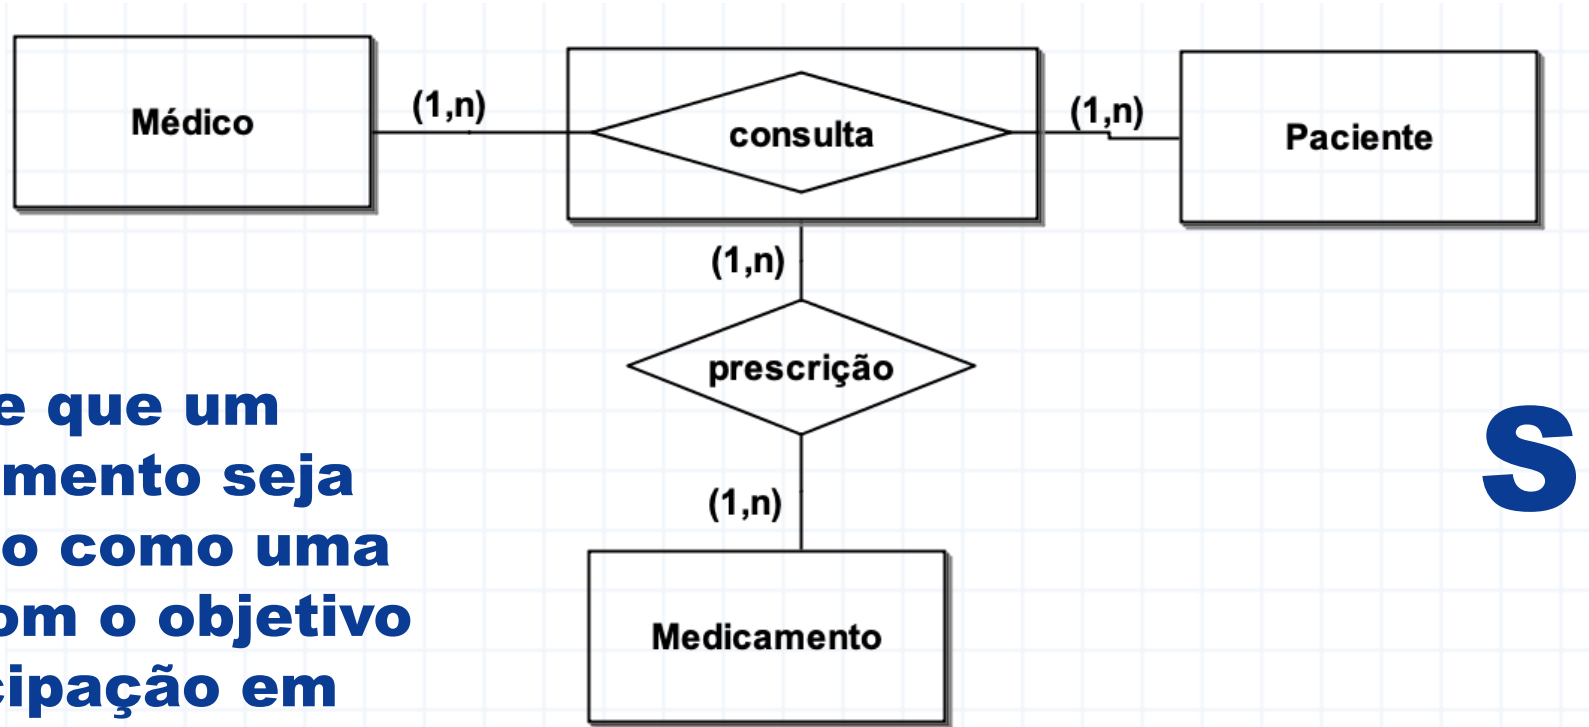 Médico
(1,n)
consulta
(1,n)
Paciente
(1,n)
prescrição
(1,n)
Medicamento
e que um
mento seja
o como uma
om o objetivo
cipação em
S